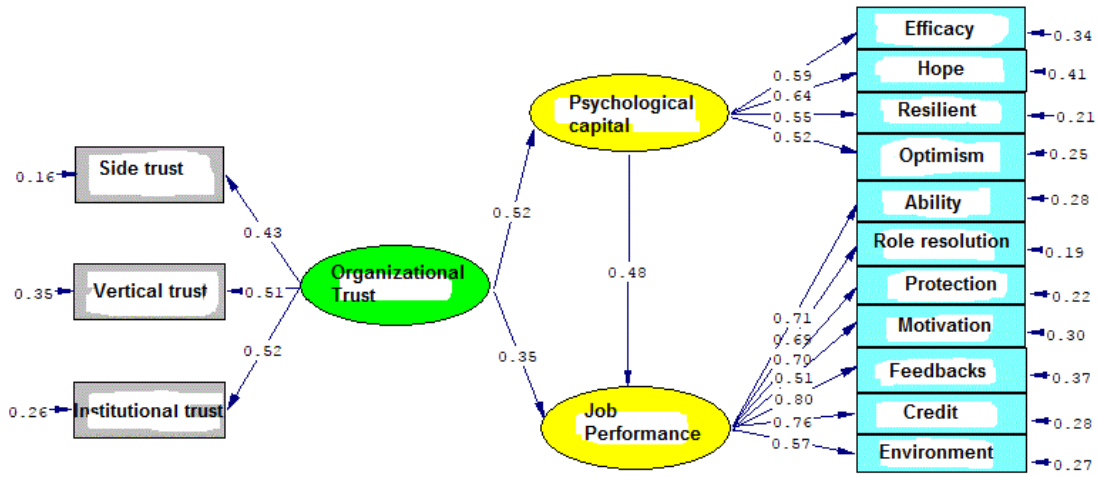 Efficacy
0.34
Hope
0.41
Resilient
0.21
Optimism
0.25
Ability
0.28
Role resolution
0.19
Protection
0.22
Motivation
0.30
Feedbacks
0.37
Credit
0.28
Environment
0.27
0.59
0.64
0.55
0.52
Psychological
capital
0.16
Side trust
0.43
0.52
0.35
Vertical trust
0.51
Organizational
Trust
0.48
0.52
0.35
0.26
Institutional trust
Job
Performance
0.71
0.69
0.70
0.51
0.80
0.76
0.57